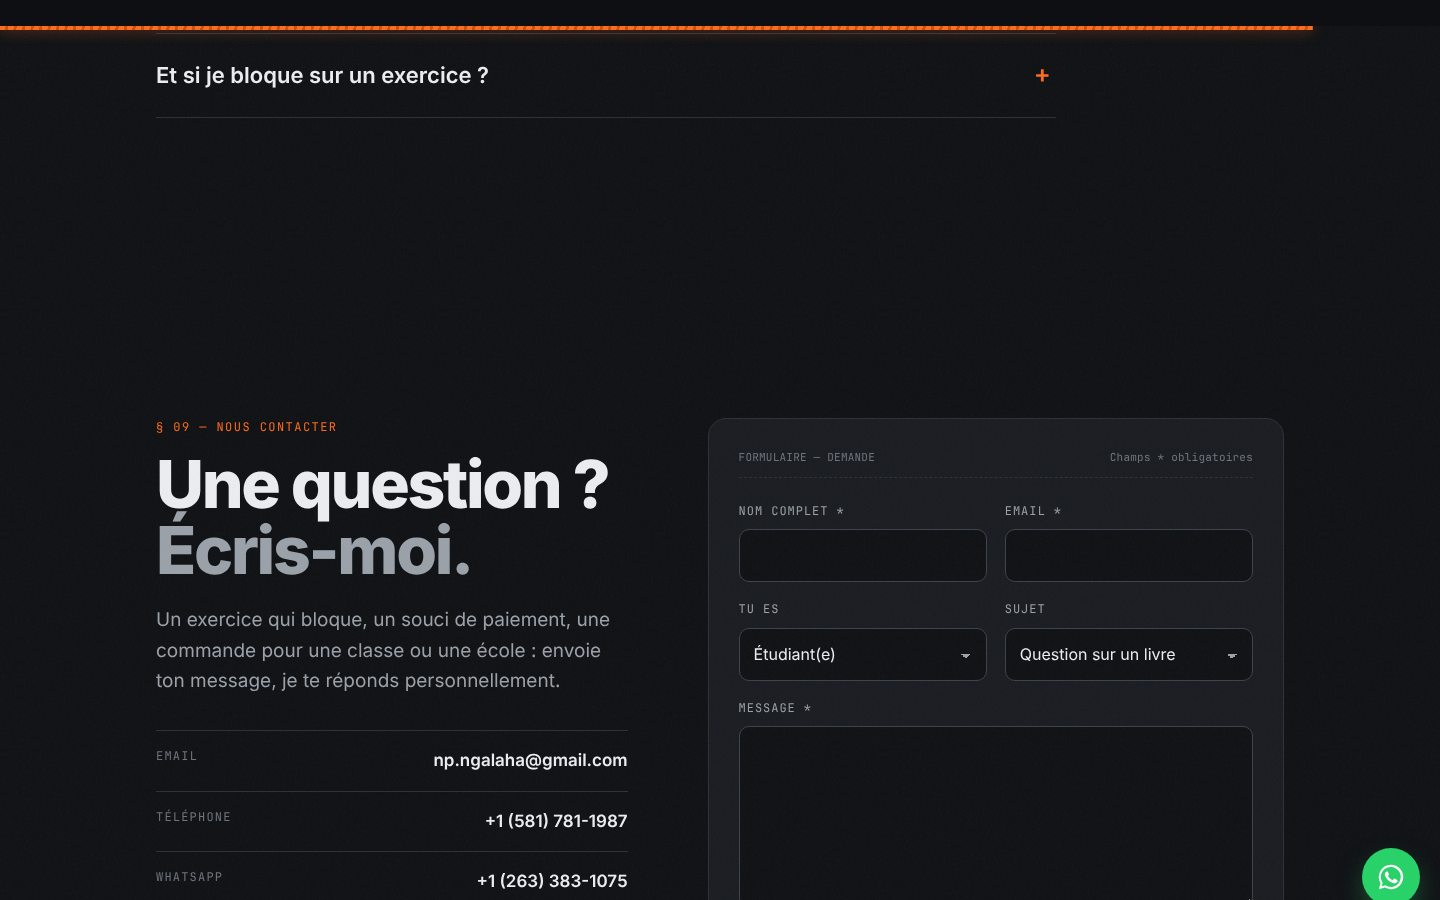 Et si je bloque sur un exercice ?
+
§ 09 — NOUS CONTACTER
Une question ?
Écris-moi.
Un exercice qui bloque, un souci de paiement, une
commande pour une classe ou une école : envoie
ton message, je te réponds personnellement.
EMAIL
np.ngalaha@gmail.com
TÉLÉPHONE
+1 (581) 781-1987
WHATSAPP
+1 (263) 383-1075
FORMULAIRE — DEMANDE
Champs * obligatoires
NOM COMPLET *
EMAIL *
TU ES
SUJET
Étudiant(e)
Question sur un livre
MESSAGE *